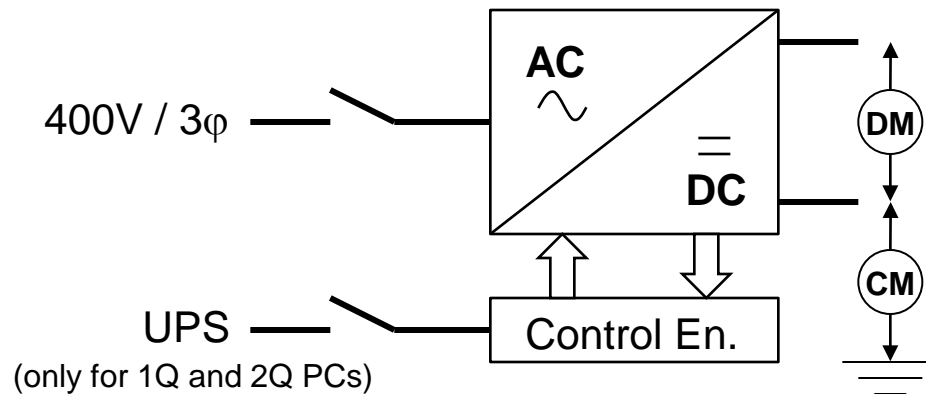 AC
400V / 3φ
DM
DC
CM
UPS
Control En.
(only for 1Q and 2Q PCs)